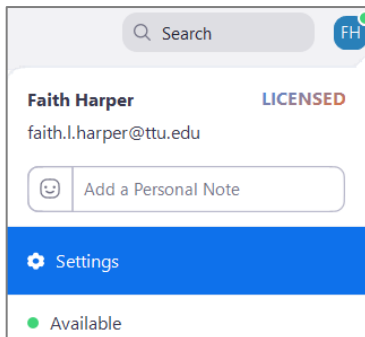 Search
FH
Faith Harper LICENSED
faith.l.harper@ttu.edu
Add a Personal Note
Settings
Available